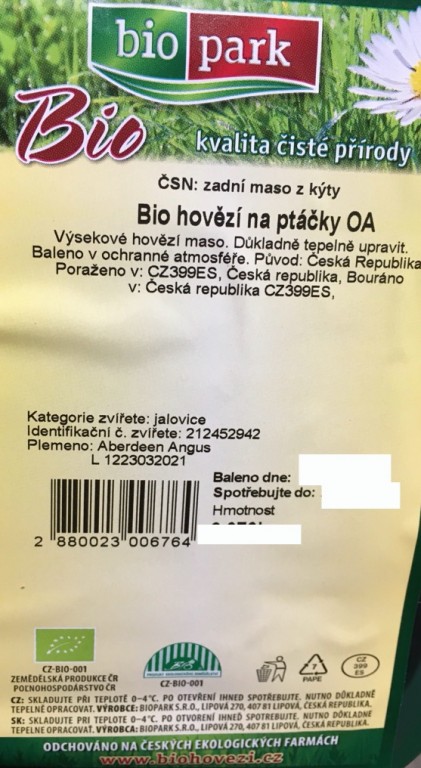 bio park
Bio
kvalita čisté přírody
ČSN: zadní maso z kýty
Bio hovězí na ptáčky OA
Výsekové hovězí maso. Důkladně tepelně upravit.
Baleno v ochranné atmosféře. Původ: Česká Republika
Poraženo v: CZ399ES, Česká republika, Bouráno
v: Česká republika CZ399ES,
Kategorie zvířete: jalovice
Identifikační č. zvířete: 212452942
Plemeno: Aberdeen Angus
L 1223032021
Baleno dne:
Spotřebujte do:
Hmotnost
2 880023 006764
CZ-BIO-001
ZEMĚDĚLSKÁ PRODUKCE ČR
POLNOHOSPODÁRSTVO ČR
CZ-BIO-001
7
PAPE
CZ
399
ES
CZ: SKLADUJTE PŘI TEPLOTĚ 0–4°C. PO OTEVŘENÍ IHNED SPOTŘEBUJTE. NUTNO DŮKLADNĚ
TEPELNĚ OPRACOVAT. VÝROBCE: BIOPARK S.R.O., LIPOVÁ 270, 407 81 LIPOVÁ, ČESKÁ REPUBLIKA.
SK: SKLADUJTE PŘI TEPLOTE 0–4°C. PO OTVORENÍ IHNEĎ SPOTREBUJTE. NUTNO DÔKLADNE
TEPELNE OPRACOVAŤ. VÝROBCA: BIOPARK S.R.O., LIPOVÁ 270, 407 81 LIPOVÁ, ČESKÁ REPUBLIKA.
ODCHOVÁNO NA ČESKÝCH EKOLOGICKÝCH FARMÁCH
www.biohovezi.cz